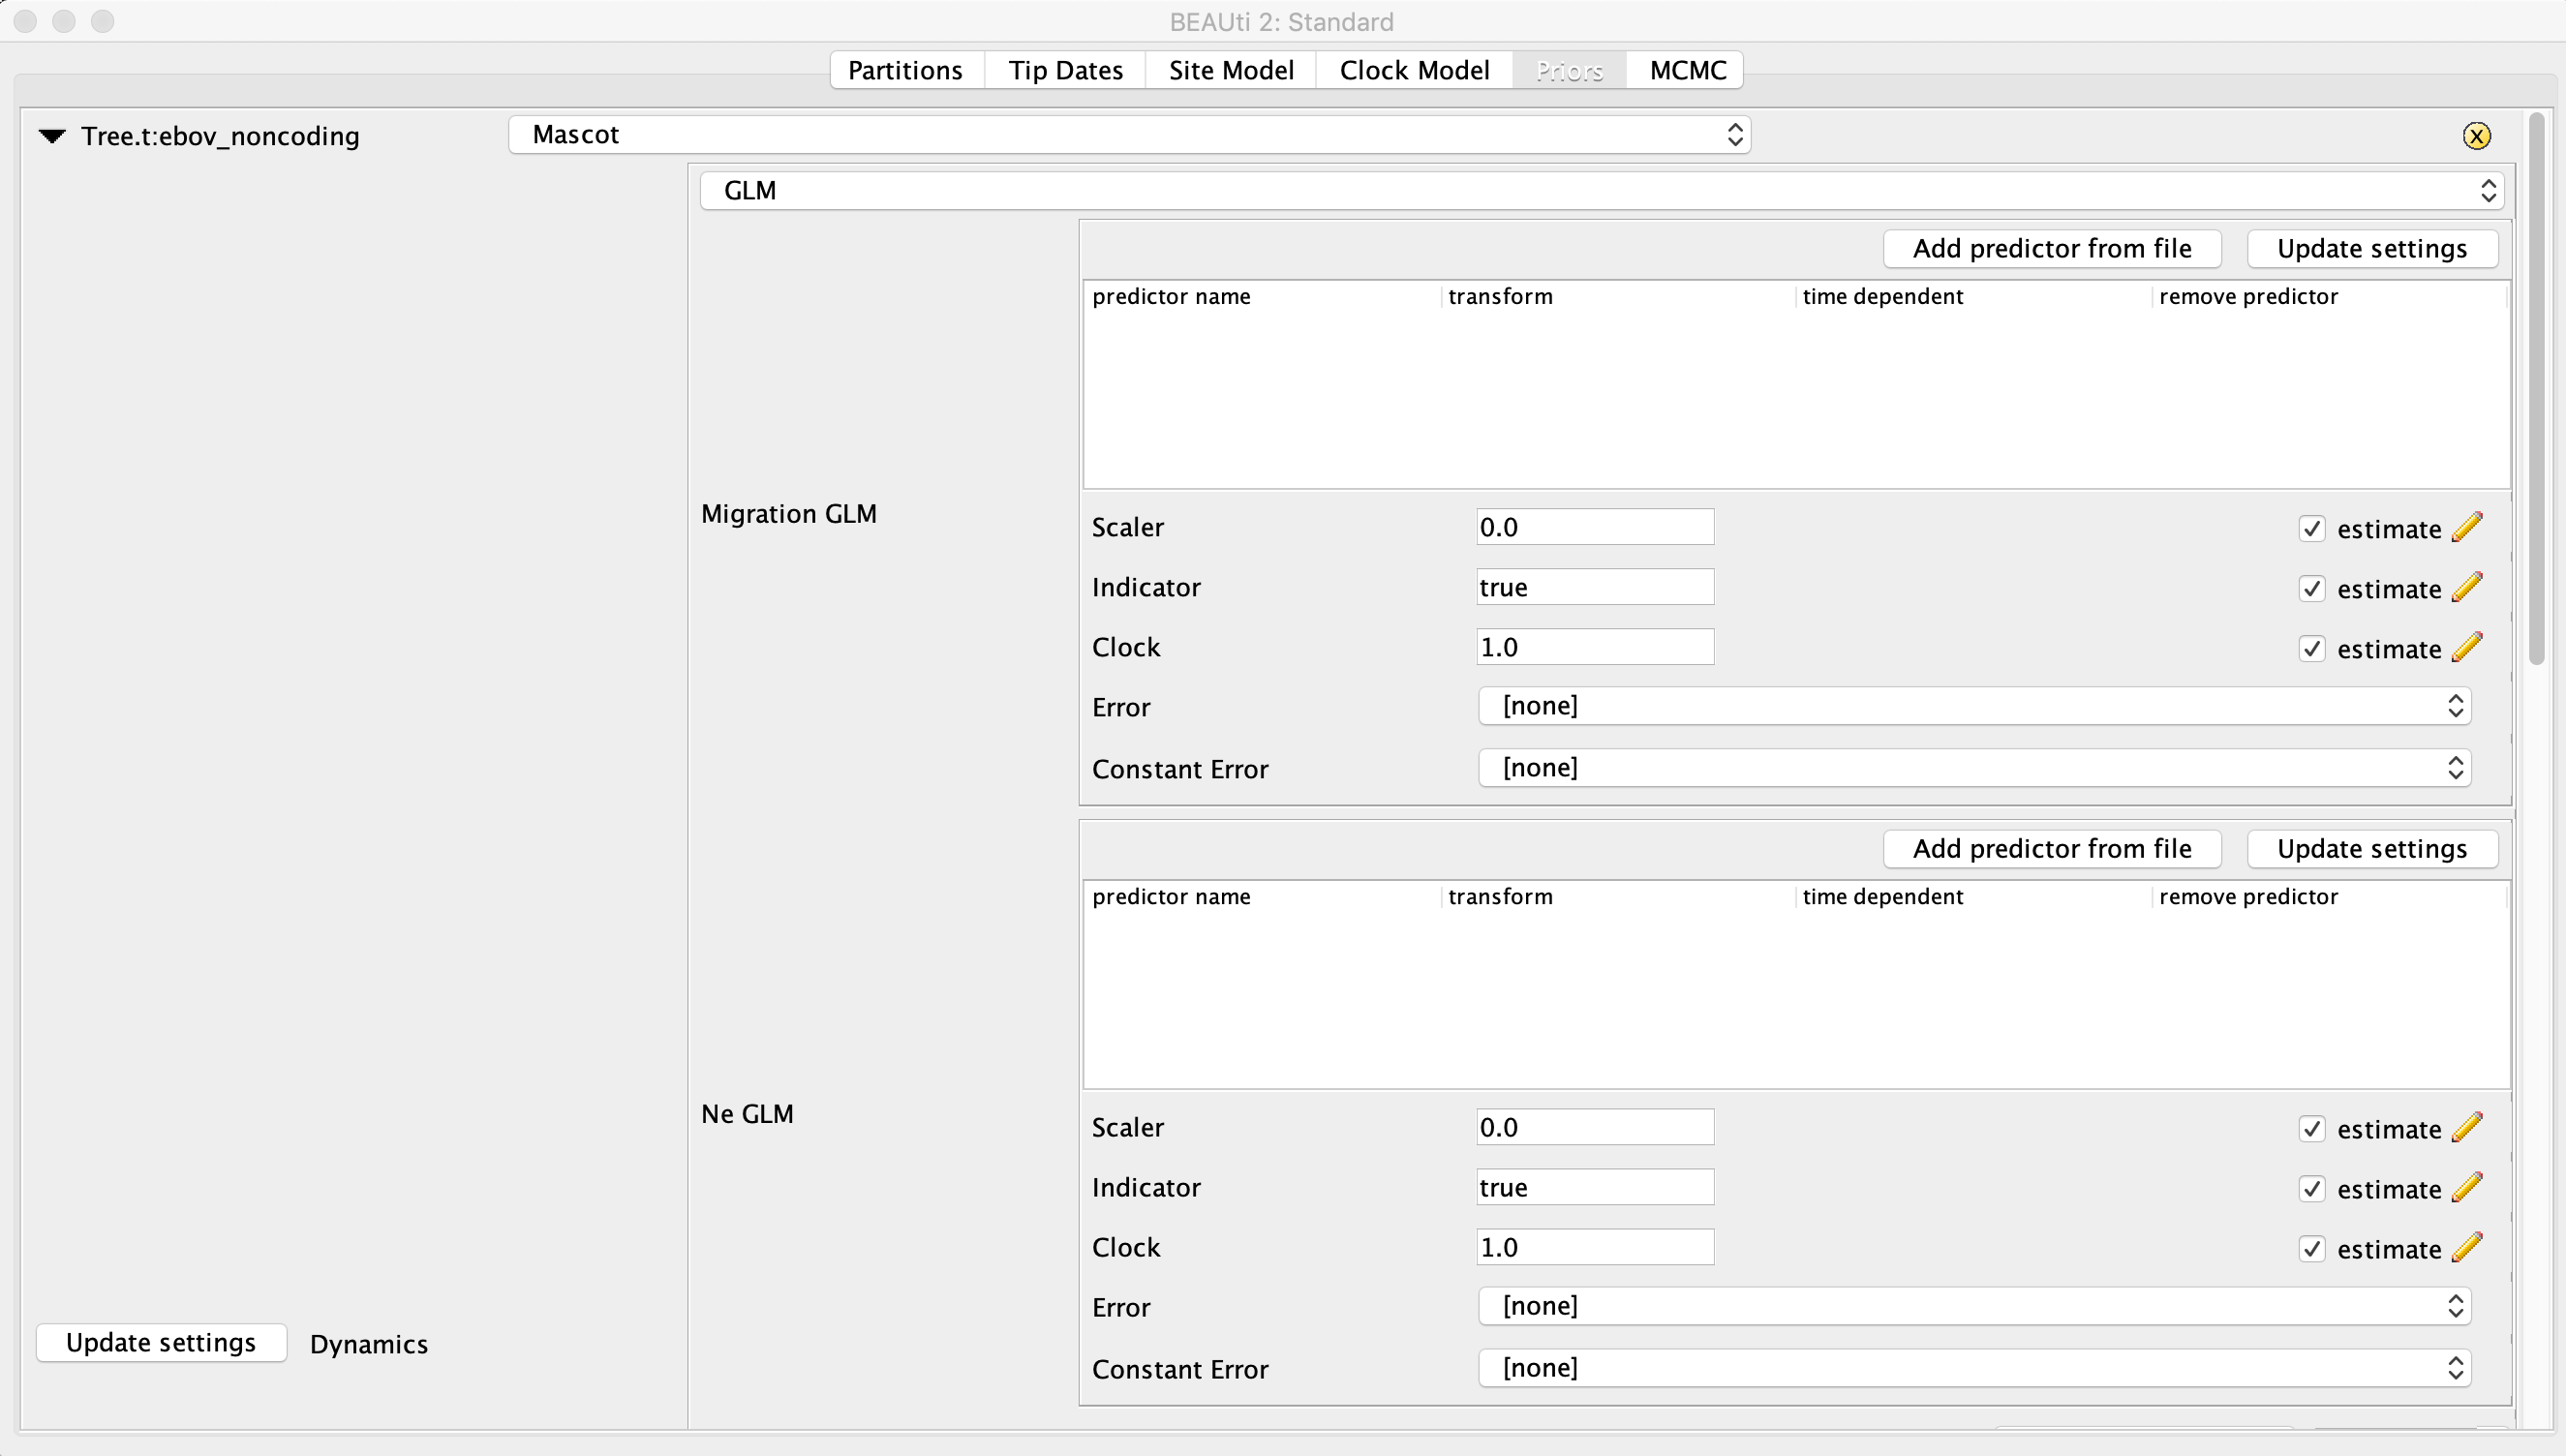 BEAUti 2: Standard
Partitions Tip Dates Site Model Clock Model Priors MCMC
Tree.t:ebov_noncoding Mascot X
GLM
Add predictor from file Update settings
predictor name transform time dependent remove predictor
Migration GLM
Scaler 0.0 estimate
Indicator true estimate
Clock 1.0 estimate
Error [none]
Constant Error [none]
Add predictor from file Update settings
predictor name transform time dependent remove predictor
Ne GLM
Scaler 0.0 estimate
Indicator true estimate
Clock 1.0 estimate
Error [none]
Update settings Dynamics
Constant Error [none]